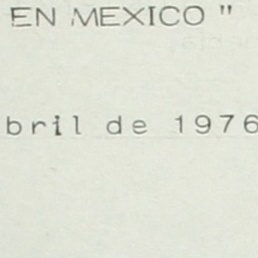 EN MEXICO "
bril de 1976